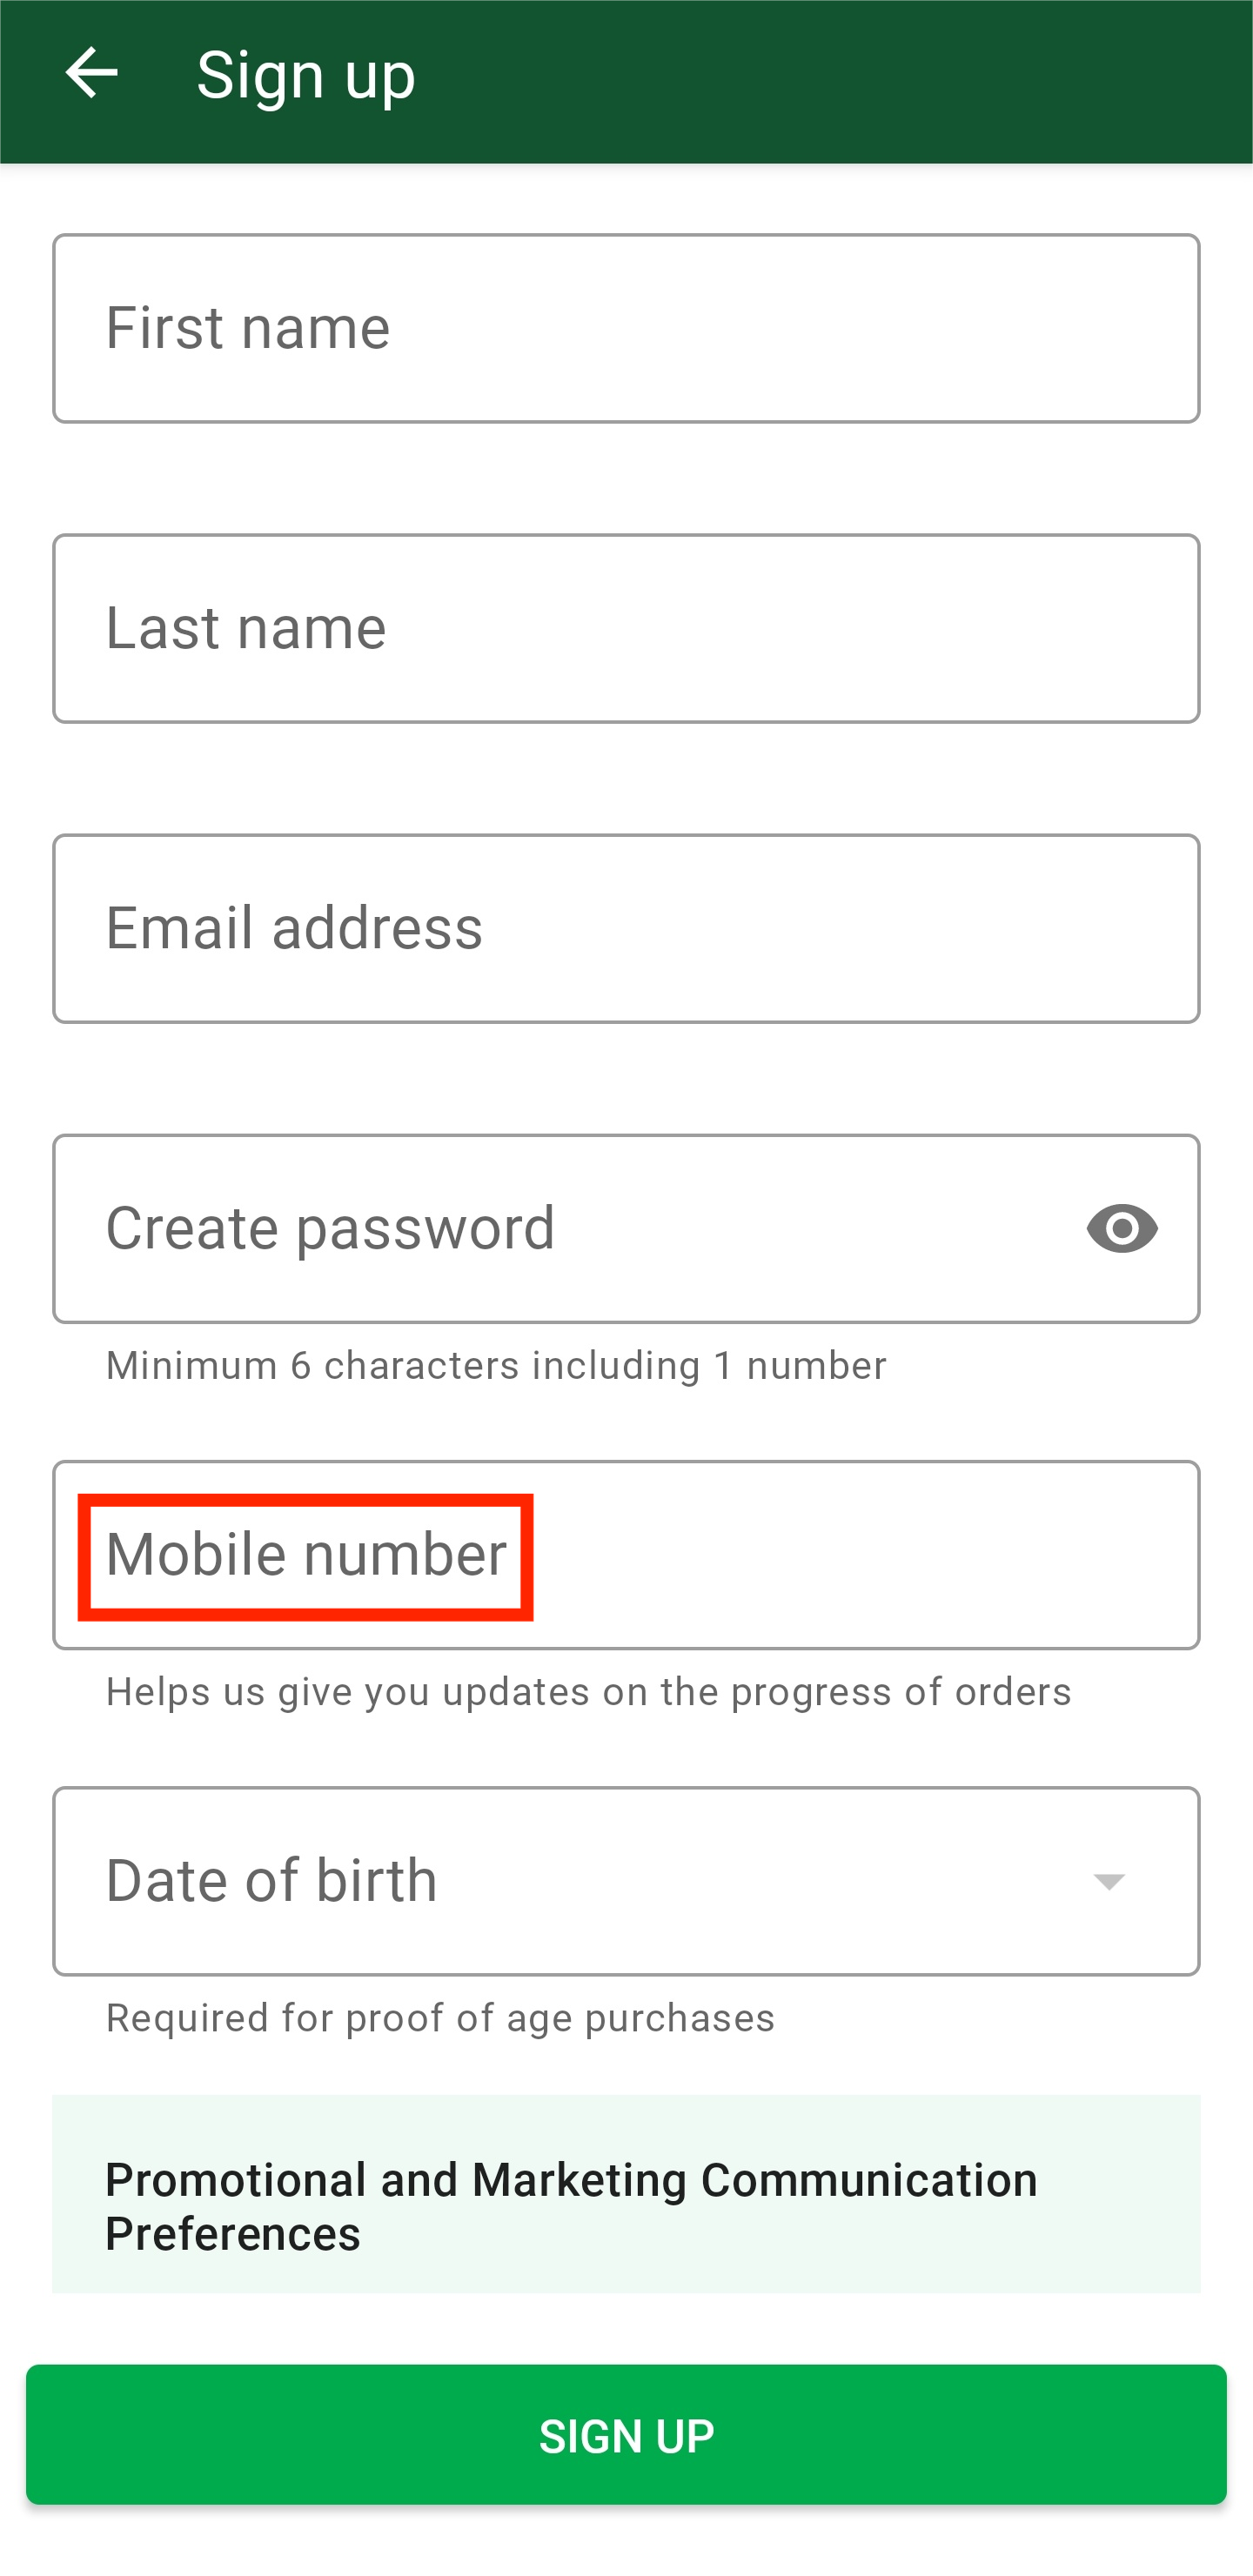 Sign up
First name
Last name
Email address
Create password
Minimum 6 characters including 1 number
Mobile number
Helps us give you updates on the progress of orders
Date of birth
Required for proof of age purchases
Promotional and Marketing Communication
Preferences
SIGN UP